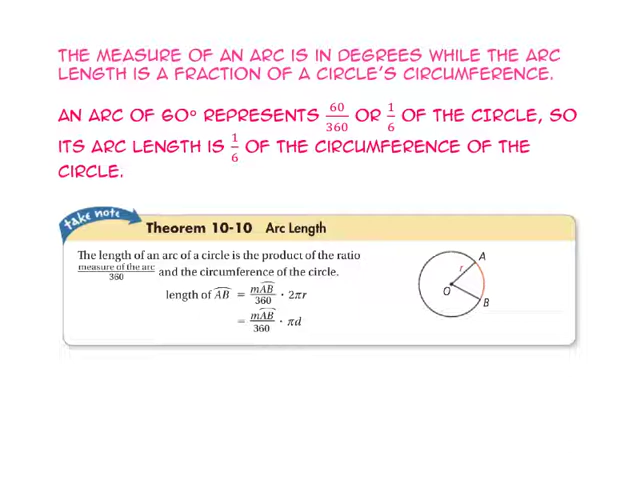 THE MEASURE OF AN ARC IS IN DEGREES WHILE THE ARC
LENGTH IS A FRACTION OF A CIRCLE'S CIRCUMFERENCE.
AN ARC OF 60° REPRESENTS 60/360 OR 1/6 OF THE CIRCLE, SO
ITS ARC LENGTH IS 1/6 OF THE CIRCUMFERENCE OF THE
CIRCLE.
take note
Theorem 10-10 Arc Length
The length of an arc of a circle is the product of the ratio
measure of the arc/360 and the circumference of the circle.
length of A͡B = mA͡B/360 · 2πr
= mA͡B/360 · πd
A
r
O
B